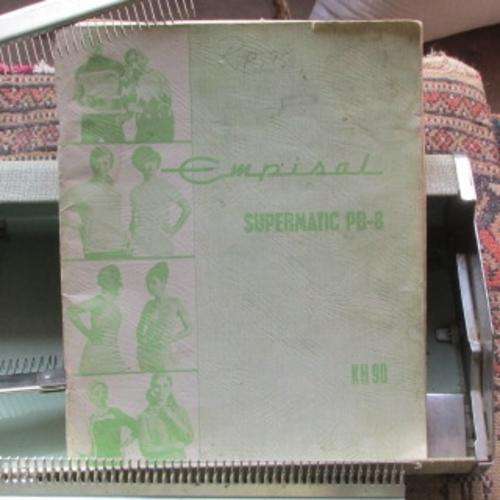 Empisal
SUPERMATIC PB-8
KH 90